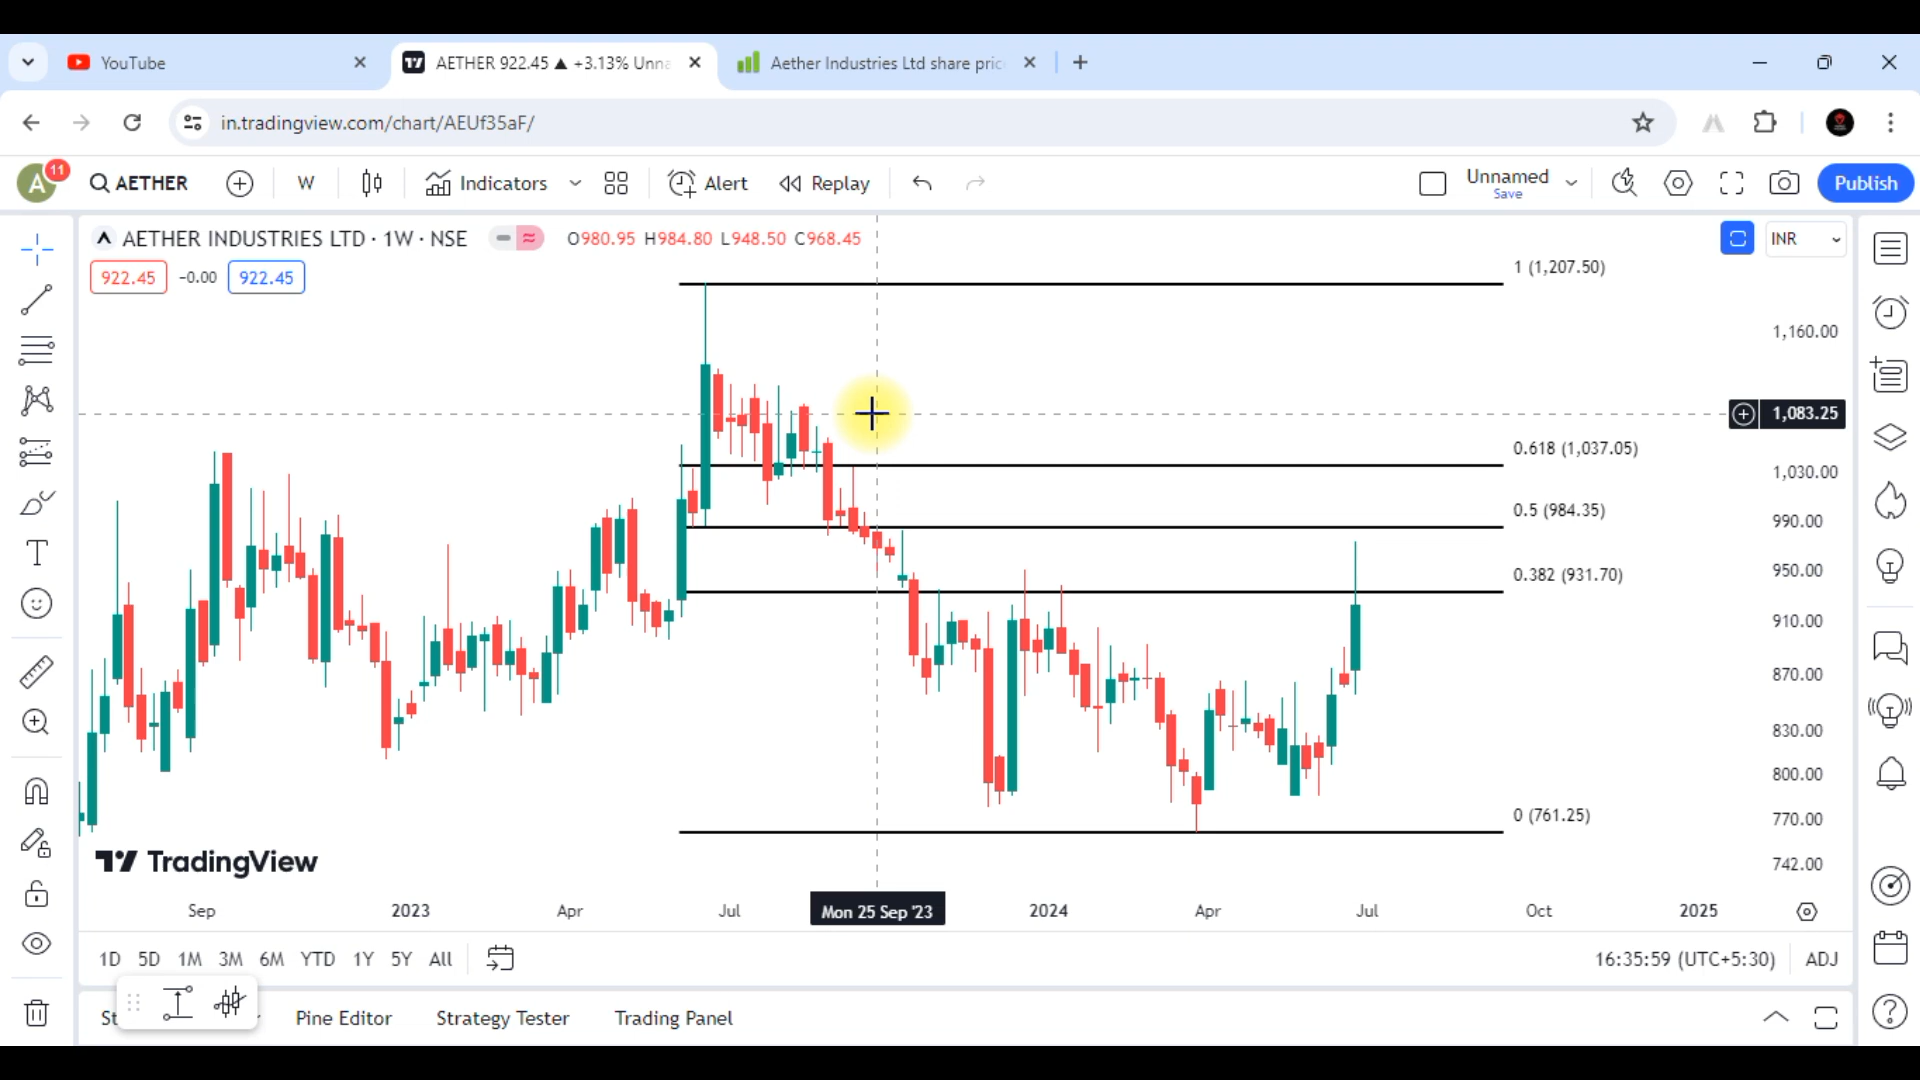 YouTube
AETHER 922.45 ▲ +3.13% Unna
Aether Industries Ltd share pric
in.tradingview.com/chart/AEUf35aF/
A
11
AETHER
W
Indicators
Alert
Replay
Unnamed
Save
Publish
AETHER INDUSTRIES LTD · 1W · NSE
O980.95 H984.80 L948.50 C968.45
INR
922.45
-0.00
922.45
1 (1,207.50)
1,160.00
1,083.25
0.618 (1,037.05)
1,030.00
0.5 (984.35)
990.00
950.00
0.382 (931.70)
910.00
870.00
830.00
800.00
0 (761.25)
770.00
742.00
TradingView
Sep
2023
Apr
Jul
Mon 25 Sep '23
2024
Apr
Jul
Oct
2025
1D 5D 1M 3M 6M YTD 1Y 5Y All
16:35:59 (UTC+5:30)
ADJ
St
Pine Editor
Strategy Tester
Trading Panel